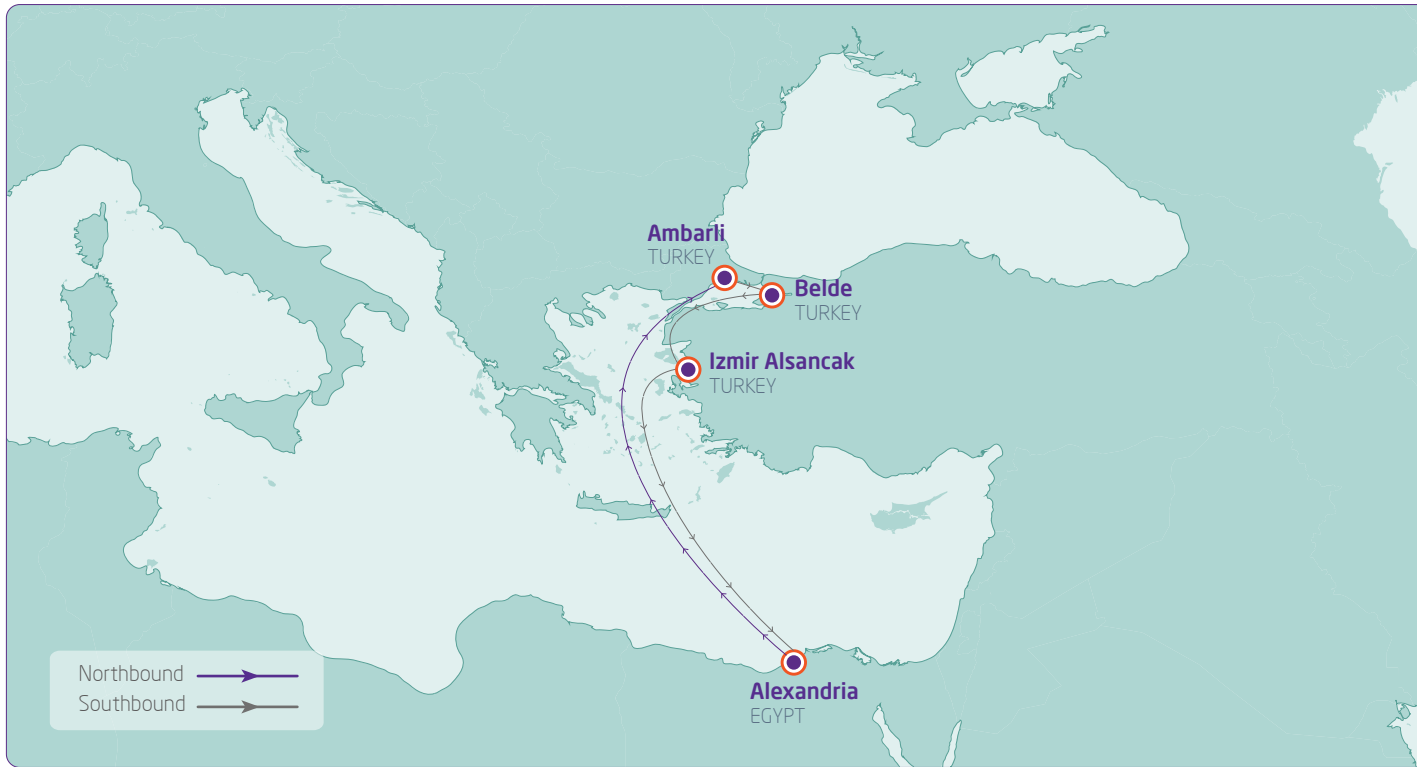 Ambarli
TURKEY
Belde
TURKEY
Izmir Alsancak
TURKEY
Northbound
Southbound
Alexandria
EGYPT